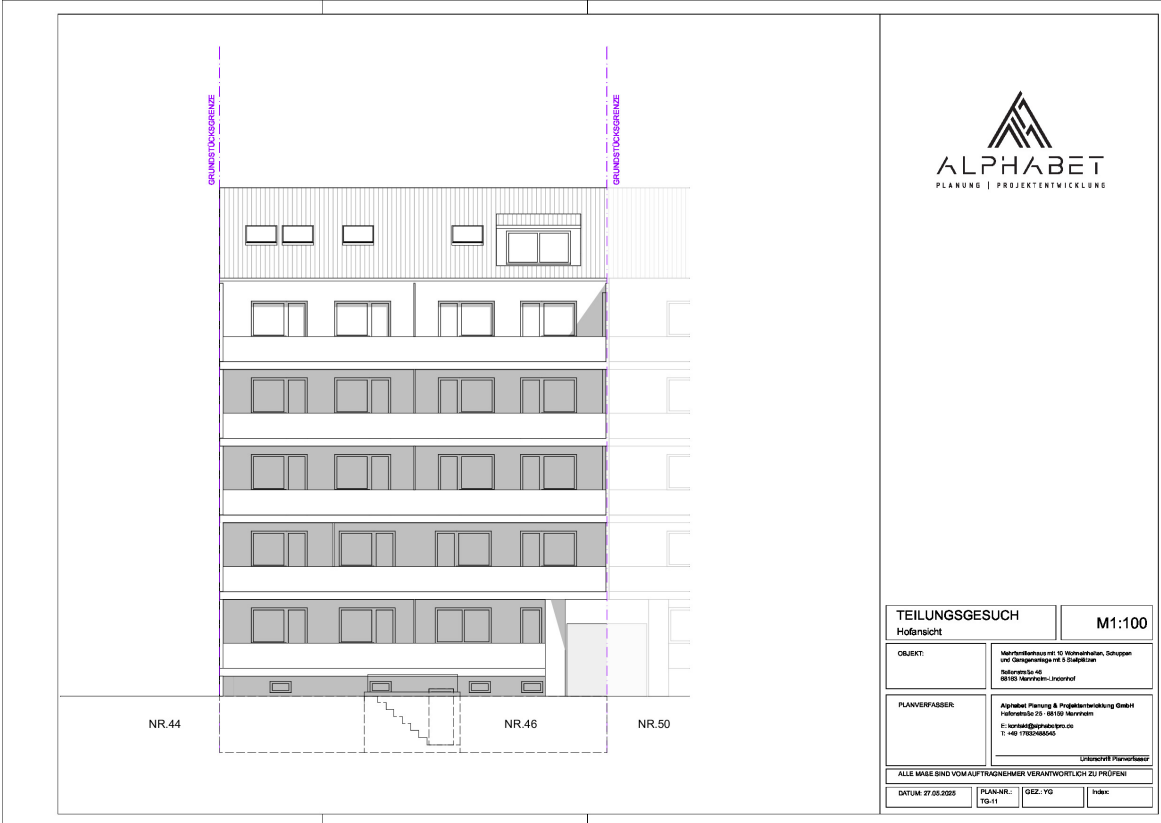 GRUNDSTÜCKSGRENZE
GRUNDSTÜCKSGRENZE
NR.44
NR.46
NR.50
ALPHABET
PLANUNG | PROJEKTENTWICKLUNG
TEILUNGSGESUCH
Hofansicht
M1:100
OBJEKT:
Mehrfamilienhaus mit 10 Wohneinheiten, Schuppen
und Garagenanlage mit 5 Stellplätzen
46
68163 Mannheim-Lindenhof
PLANVERFASSER:
Alphabet Planung & Projektentwicklung GmbH
Hafenstraße 25 - 68159 Mannheim
E: kontakt@alphabetpro.de
T: +49 17632488545
Unterschrift Planverfasser
ALLE MAßE SIND VOM AUFTRAGNEHMER VERANTWORTLICH ZU PRÜFEN!
DATUM: 27.05.2025
PLAN-NR.:
TG-11
GEZ.: YG
Index: